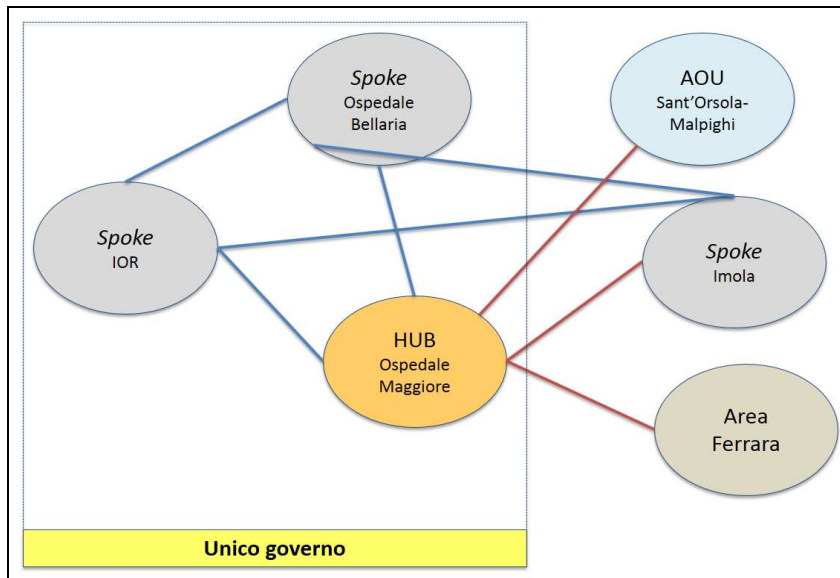 Spoke
Ospedale
Bellaria
AOU
Sant'Orsola-
Malpighi
Spoke
IOR
Spoke
Imola
HUB
Ospedale
Maggiore
Area
Ferrara
Unico governo